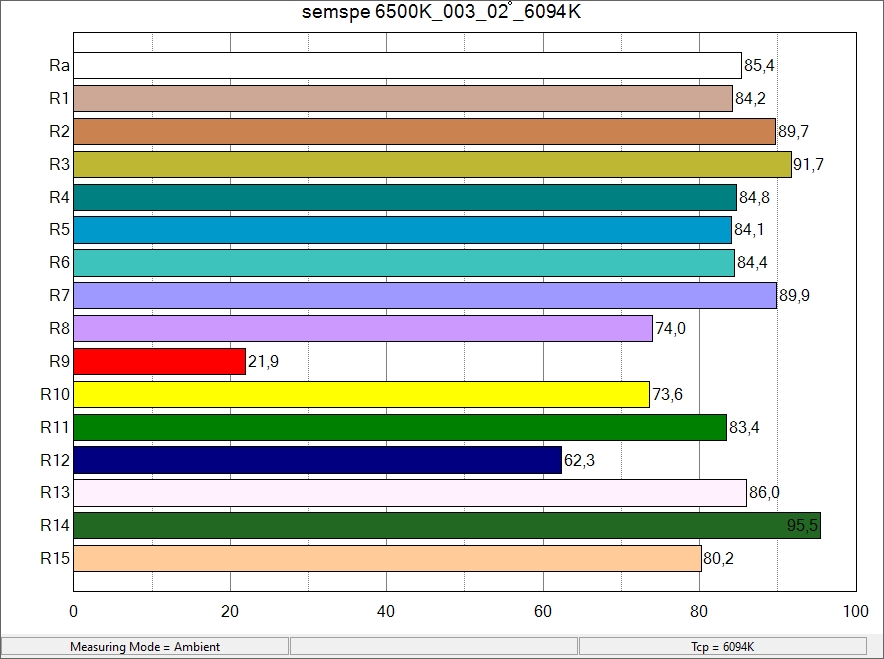 semspe 6500K_003_02°_6094K
Ra 85,4
R1 84,2
R2 89,7
R3 91,7
R4 84,8
R5 84,1
R6 84,4
R7 89,9
R8 74,0
R9 21,9
R10 73,6
R11 83,4
R12 62,3
R13 86,0
R14 95,5
R15 80,2
0 20 40 60 80 100
Measuring Mode = Ambient Tcp = 6094K